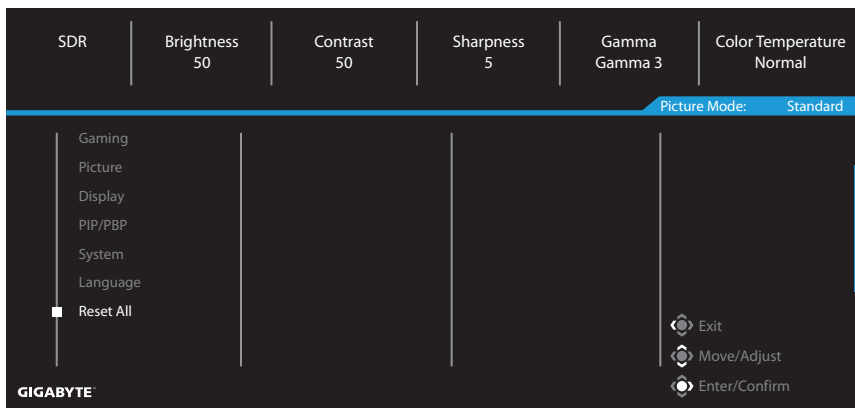 SDR
Brightness
50
Contrast
50
Sharpness
5
Gamma
Gamma 3
Color Temperature
Normal
Picture Mode: Standard
Gaming
Picture
Display
PIP/PBP
System
Language
Reset All
Exit
Move/Adjust
Enter/Confirm
GIGABYTE™